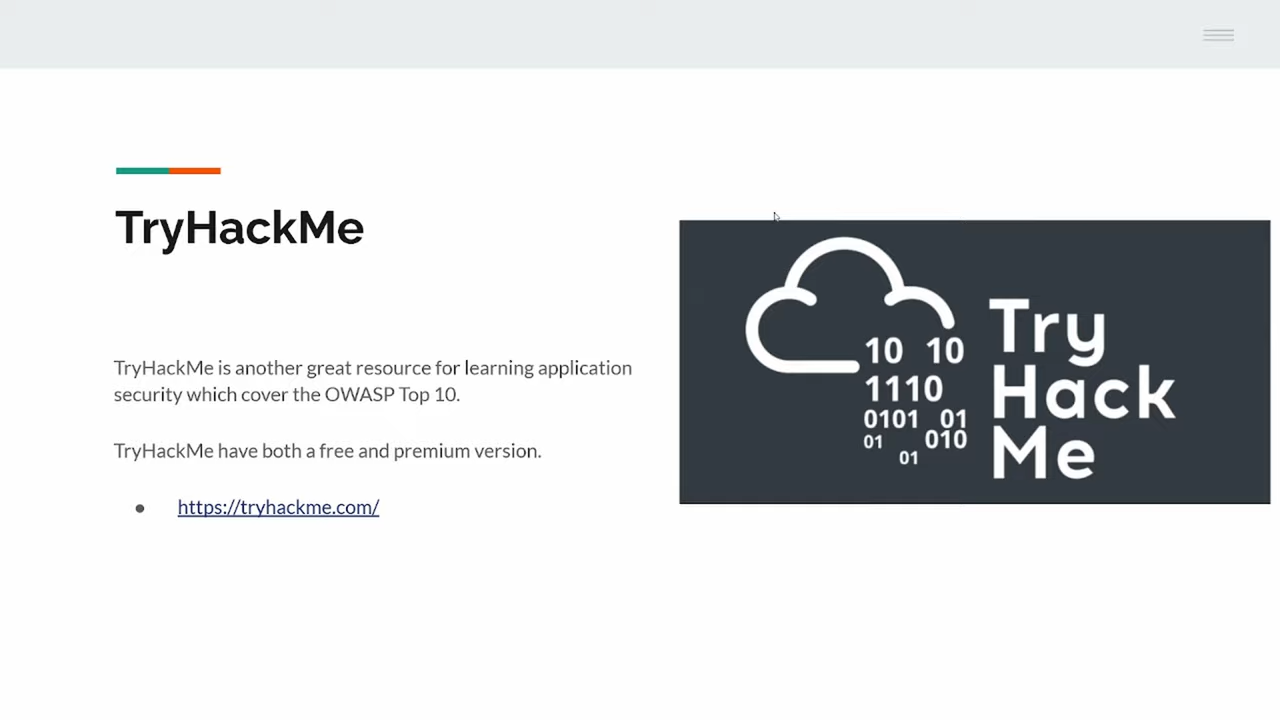 TryHackMe
TryHackMe is another great resource for learning application
security which cover the OWASP Top 10.
TryHackMe have both a free and premium version.
● https://tryhackme.com/
10 10
1110
0101 01
01 010
01
Try
Hack
Me